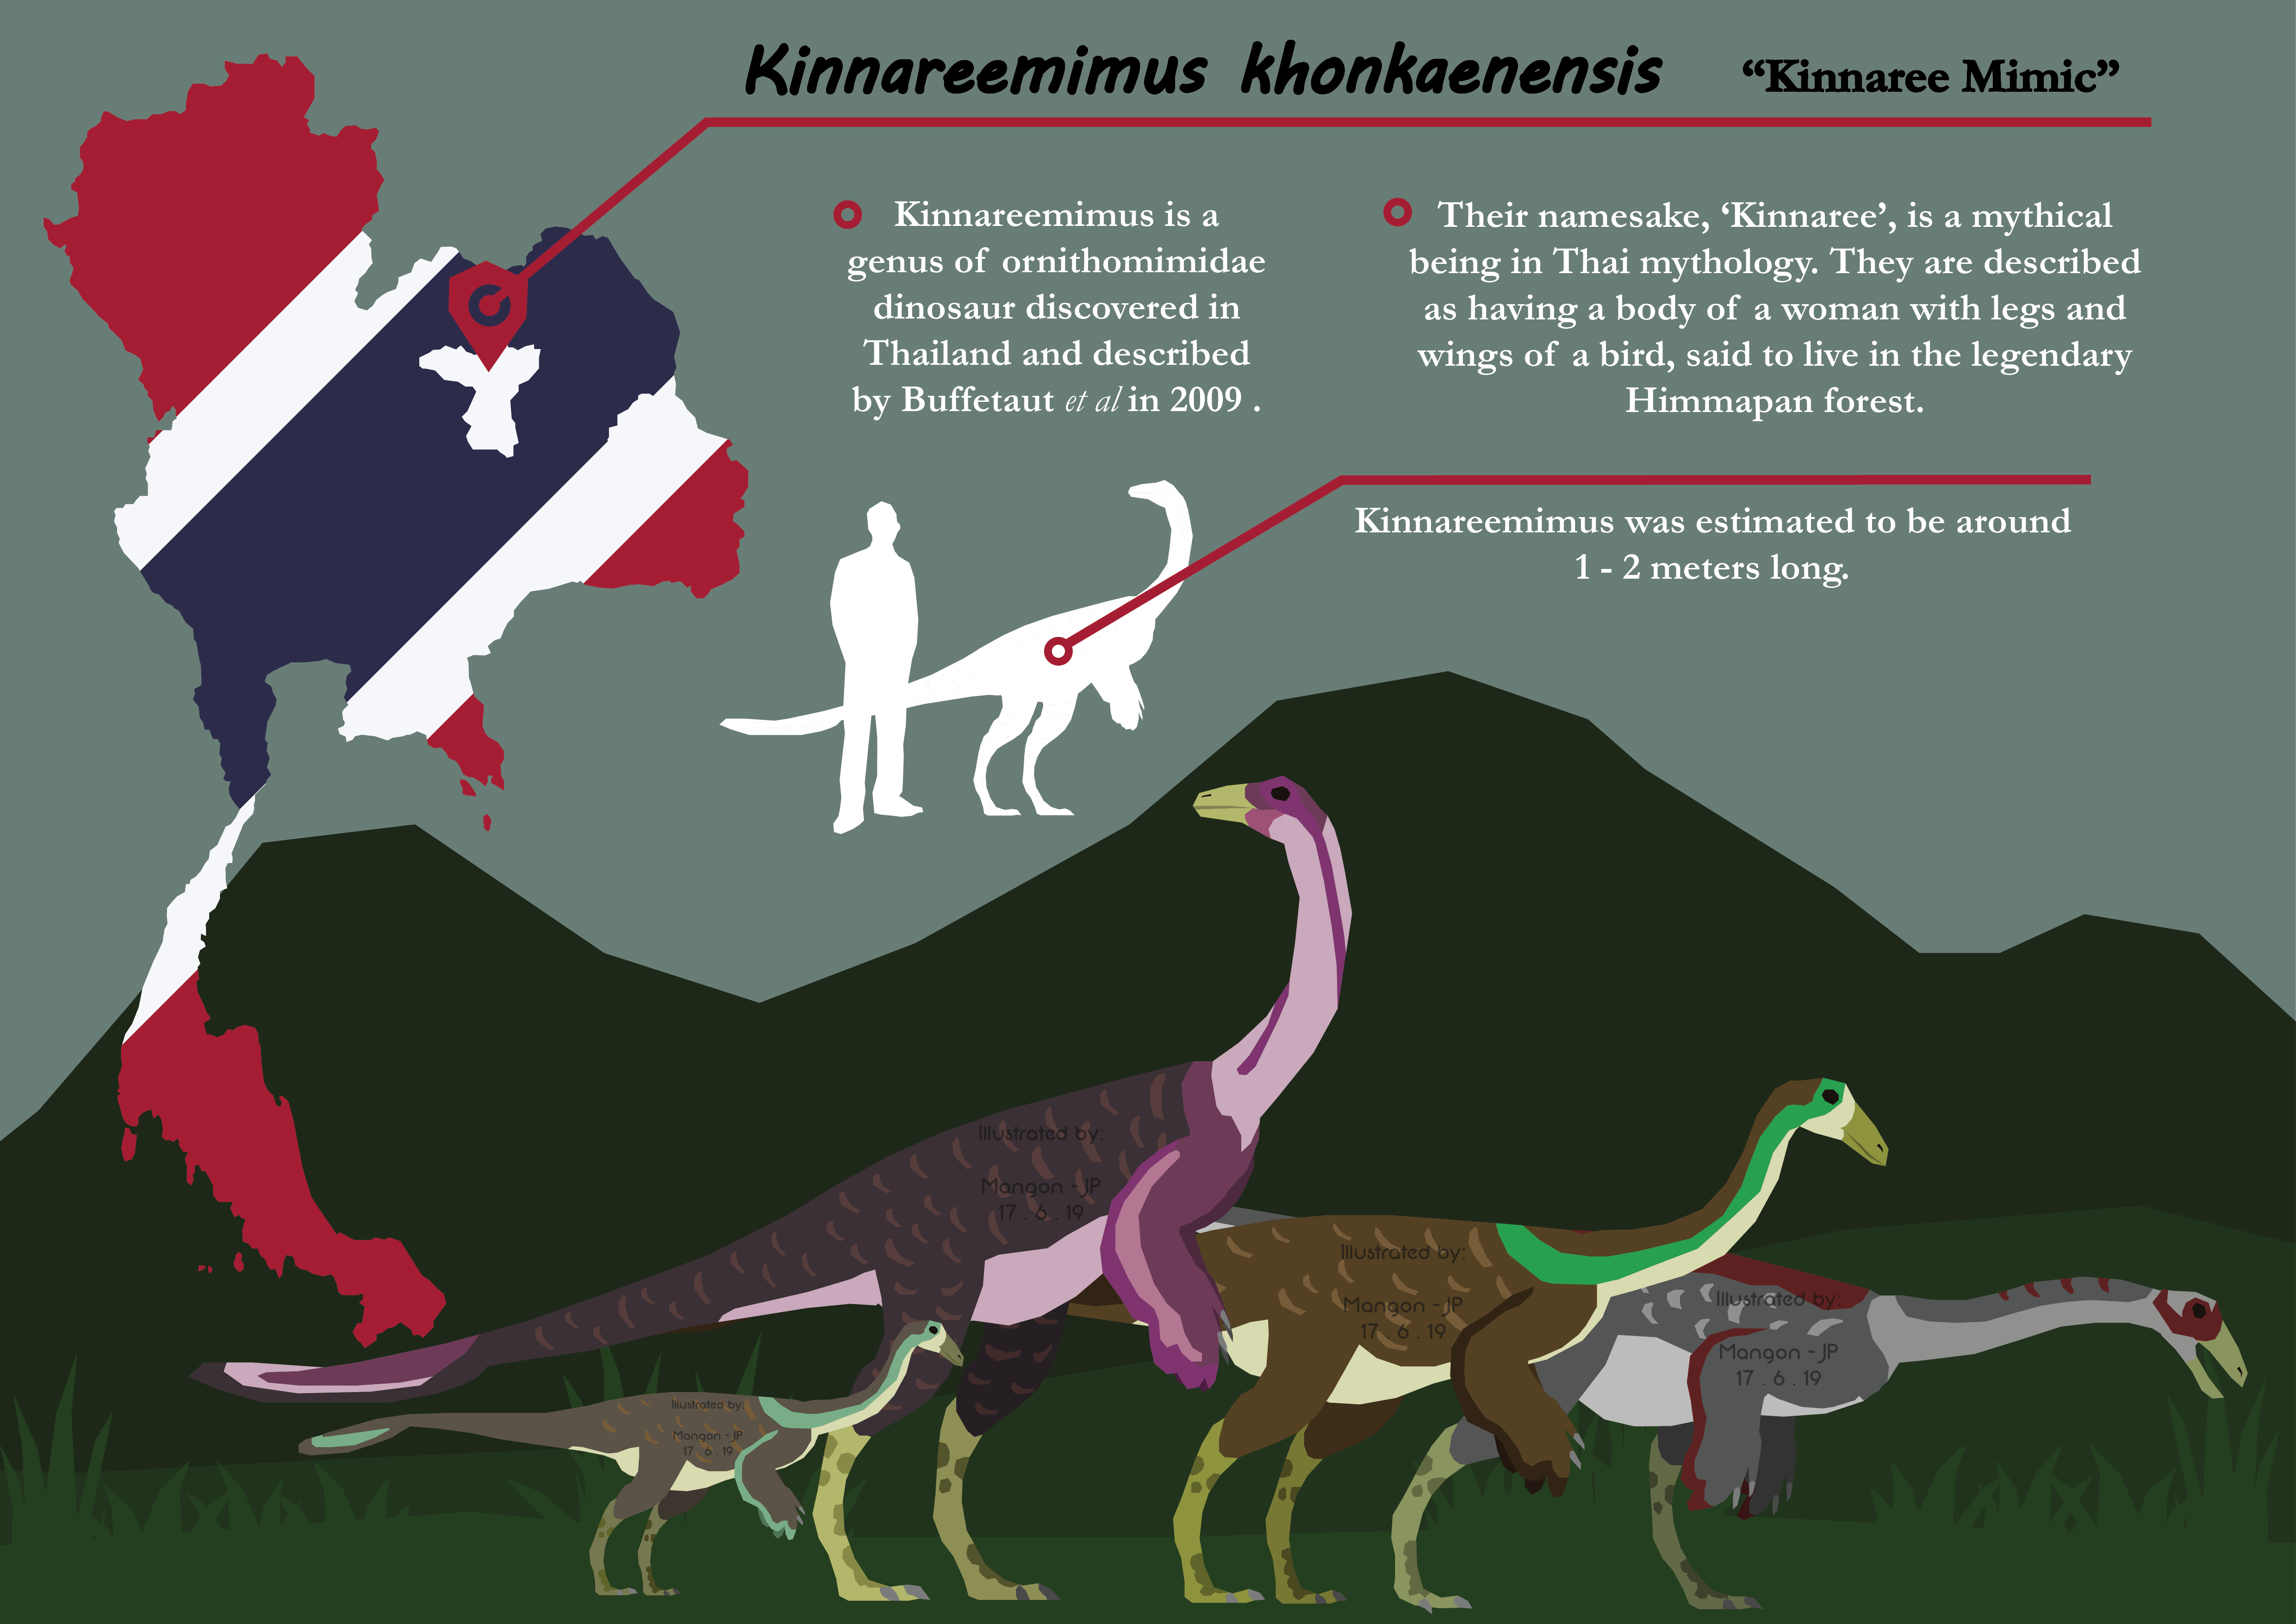 Kinnareemimus khonkaenensis “Kinnaree Mimic”
Kinnareemimus is a
genus of ornithomimidae
dinosaur discovered in
Thailand and described
by Buffetaut et al in 2009 .
Their namesake, ‘Kinnaree’, is a mythical
being in Thai mythology. They are described
as having a body of a woman with legs and
wings of a bird, said to live in the legendary
Himmapan forest.
Kinnareemimus was estimated to be around
1 - 2 meters long.
Illustrated by:
Mangon -JP
17 . 6 . 19
Illustrated by:
Mangon -JP
17 . 6 . 19
Illustrated by:
Mangon -JP
17 . 6 . 19
Illustrated by:
Mangon -JP
17 . 6 . 19